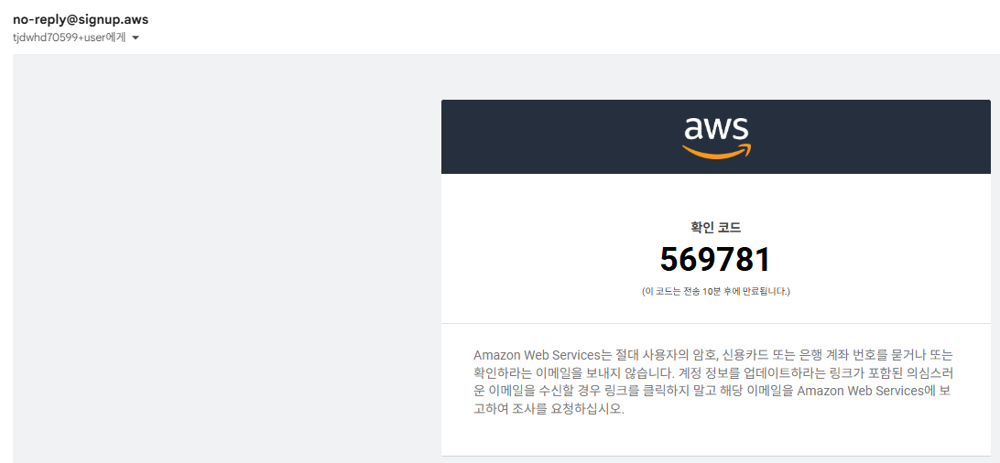 no-reply@signup.aws
tjdwhd70599+user에게
aws
확인 코드
569781
(이 코드는 전송 10분 후에 만료됩니다.)
Amazon Web Services는 절대 사용자의 암호, 신용카드 또는 은행 계좌 번호를 묻거나 또는
확인하라는 이메일을 보내지 않습니다. 계정 정보를 업데이트하라는 링크가 포함된 의심스러
운 이메일을 수신할 경우 링크를 클릭하지 말고 해당 이메일을 Amazon Web Services에 보
고하여 조사를 요청하십시오.